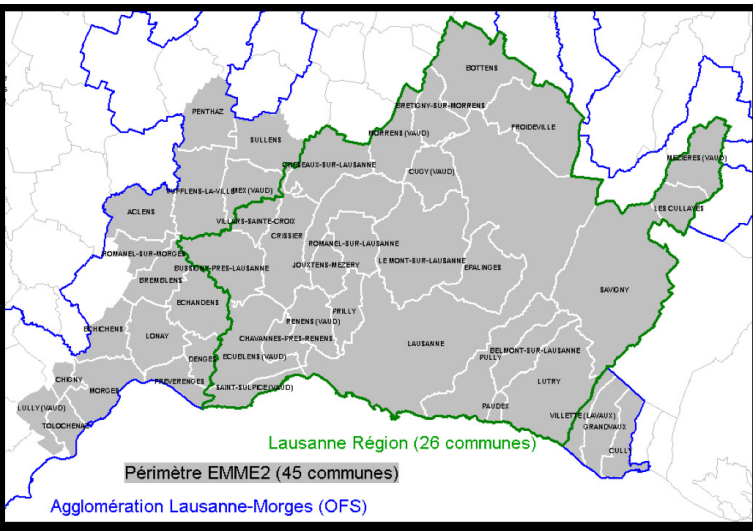 BOTTENS
PENTHAZ
BRETIGNY-SUR-MORRENS
FROIDEVILLE
MORRENS (VAUD)
SULLENS
MEZIERES (VAUD)
CHESEAUX-SUR-LAUSANNE
CUGY (VAUD)
MEX (VAUD)
LES CULLAYES
ACLENS
VILLARS-SAINTE-CROIX
CRISSIER
ROMANEL-SUR-LAUSANNE
ROMANEL-SUR-MORGES
LE MONT-SUR-LAUSANNE
JOUXTENS-MEZERY
BUSSIGNY-PRES-LAUSANNE
EPALINGES
BREMBLENS
SAVIGNY
ECHANDENS
PRILLY
RENENS (VAUD)
ECHICHENS
LONAY
CHAVANNES-PRES-RENENS
LAUSANNE
BELMONT-SUR-LAUSANNE
DENGES
ECUBLENS (VAUD)
PULLY
CHIGNY
PREVERENGES
LUTRY
MORGES
SAINT-SULPICE (VAUD)
LULLY (VAUD)
PAUDEX
VILLETTE (LAVAUX)
TOLOCHENAZ
GRANDVAUX
CULLY
Lausanne Région (26 communes)
Périmètre EMME2 (45 communes)
Agglomération Lausanne-Morges (OFS)